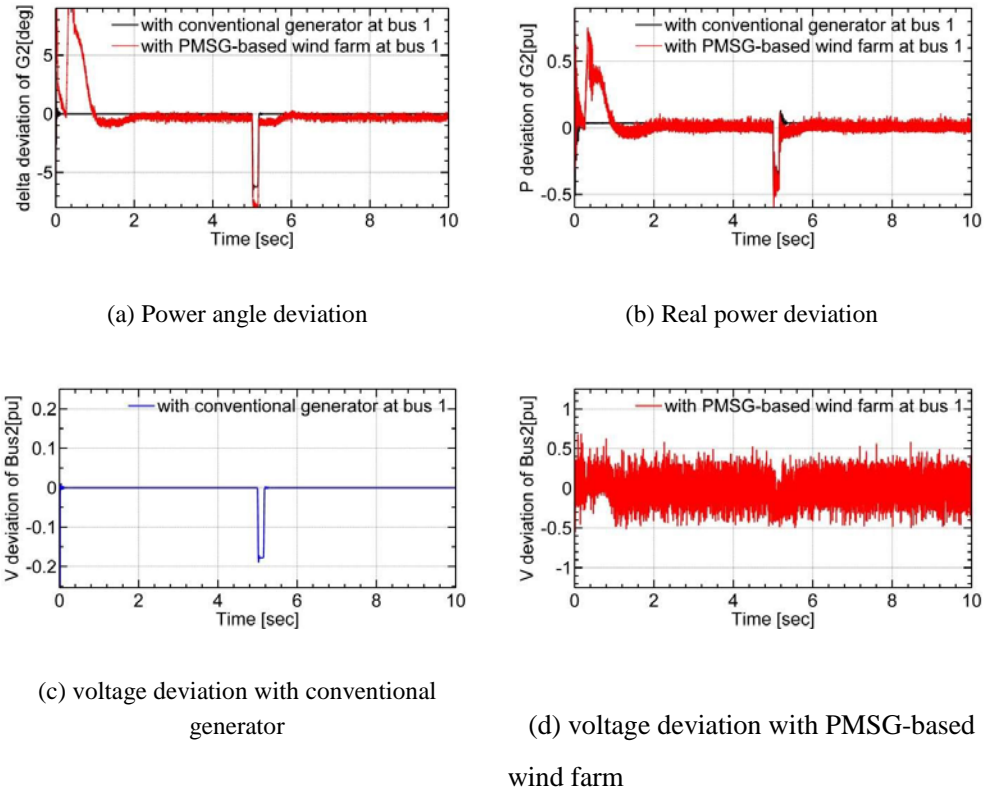 with conventional generator at bus 1
with PMSG-based wind farm at bus 1
delta deviation of G2[deg]
5
0
-5
0 2 4 6 8 10
Time [sec]
(a) Power angle deviation
with conventional generator at bus 1
with PMSG-based wind farm at bus 1
P deviation of G2[pu]
0.5
0
-0.5
0 2 4 6 8 10
Time [sec]
(b) Real power deviation
with conventional generator at bus 1
V deviation of Bus2[pu]
0.2
0.1
0
-0.1
-0.2
0 2 4 6 8 10
Time [sec]
(c) voltage deviation with conventional
generator
with PMSG-based wind farm at bus 1
V deviation of Bus2[pu]
1
0.5
0
-0.5
-1
0 2 4 6 8 10
Time [sec]
(d) voltage deviation with PMSG-based
wind farm